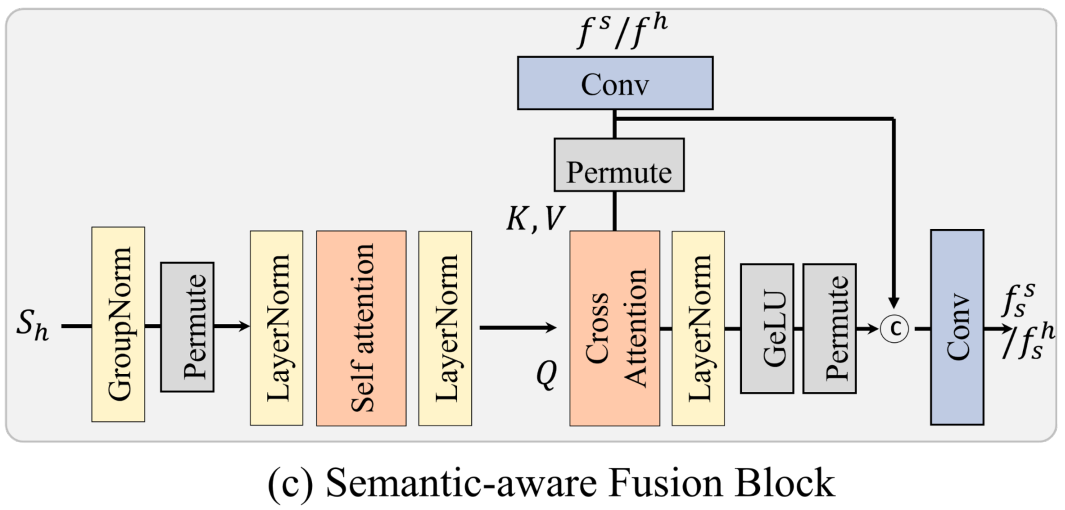 f^s/f^h
Conv
Permute
K, V
S_h
GroupNorm
Permute
LayerNorm
Self attention
LayerNorm
Q
Cross
Attention
LayerNorm
GeLU
Permute
C
Conv
f_s^s
/f_s^h
(c) Semantic-aware Fusion Block